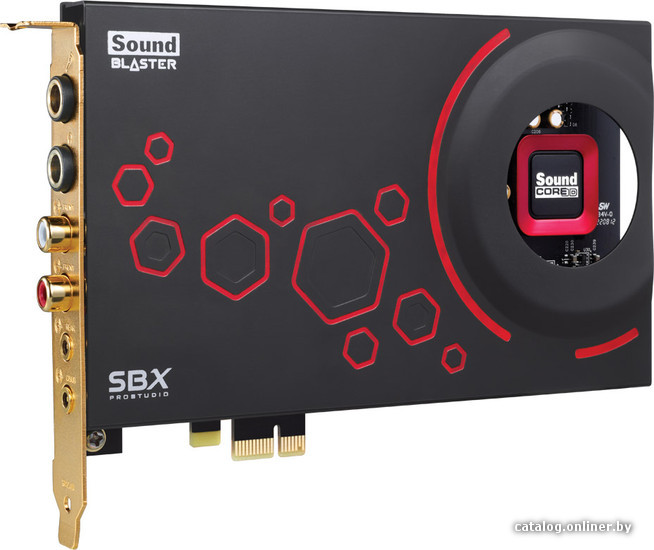 Sound
BLASTER
Sound
CORE3D
SBX
PROSTUDIO
catalog.onliner.by